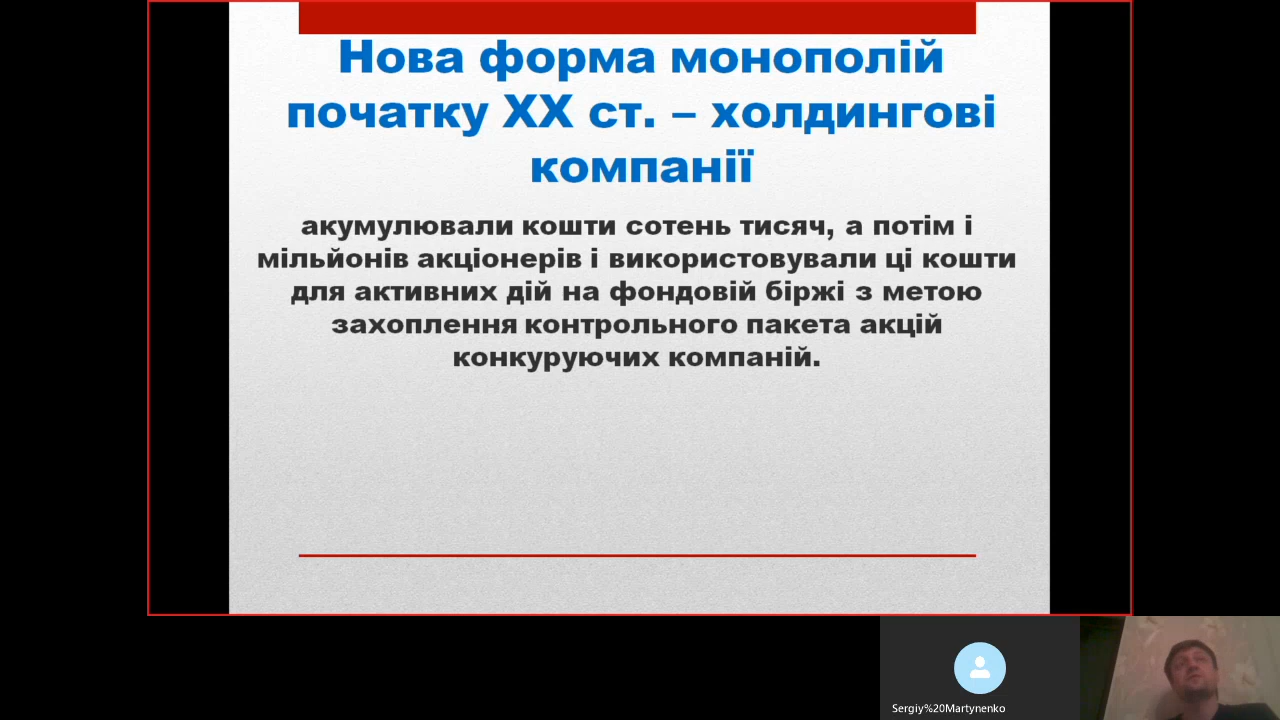 Нова форма монополій
початку ХХ ст. – холдингові
компанії
акумулювали кошти сотень тисяч, а потім і
мільйонів акціонерів і використовували ці кошти
для активних дій на фондовій біржі з метою
захоплення контрольного пакета акцій
конкуруючих компаній.
Sergiy%20Martynenko